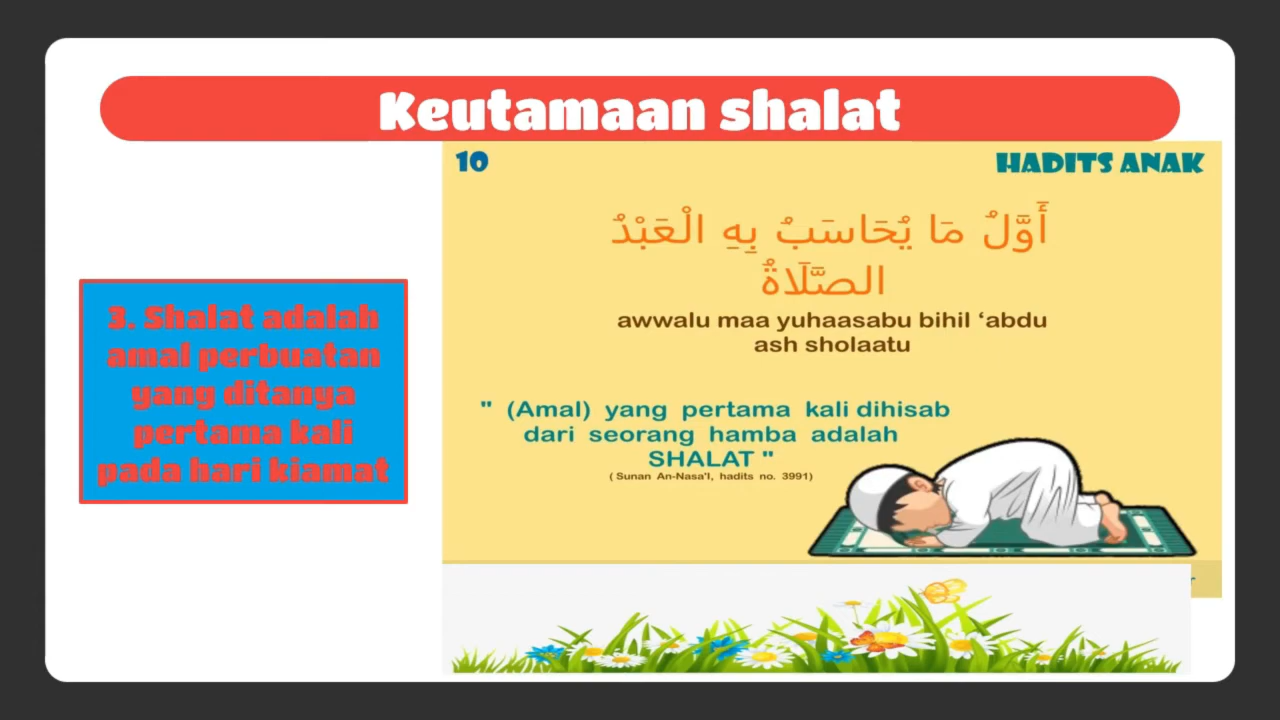 Keutamaan shalat
3. Shalat adalah
amal perbuatan
yang ditanya
pertama kali
pada hari kiamat
10
HADITS ANAK
أَوَّلُ مَا يُحَاسَبُ بِهِ الْعَبْدُ
الصَّلَاةُ
awwalu maa yuhaasabu bihil ‘abdu
ash sholaatu
" (Amal) yang pertama kali dihisab
dari seorang hamba adalah
SHALAT "
( Sunan An-Nasa'I, hadits no. 3991)